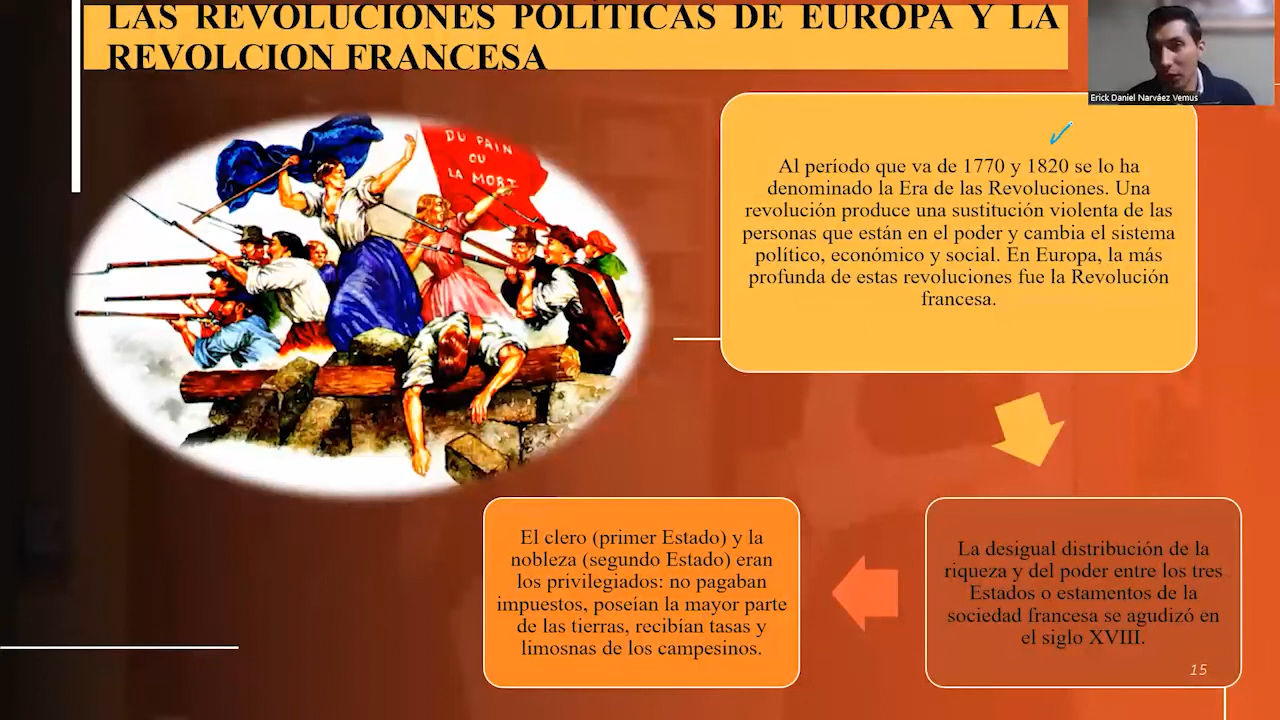 LAS REVOLUCIONES POLÍTICAS DE EUROPA Y LA
REVOLCION FRANCESA
Erick Daniel Narváez Vemus
DU PAIN
OU
LA MORT
Al período que va de 1770 y 1820 se lo ha
denominado la Era de las Revoluciones. Una
revolución produce una sustitución violenta de las
personas que están en el poder y cambia el sistema
político, económico y social. En Europa, la más
profunda de estas revoluciones fue la Revolución
francesa.
La desigual distribución de la
riqueza y del poder entre los tres
Estados o estamentos de la
sociedad francesa se agudizó en
el siglo XVIII.
El clero (primer Estado) y la
nobleza (segundo Estado) eran
los privilegiados: no pagaban
impuestos, poseían la mayor parte
de las tierras, recibían tasas y
limosnas de los campesinos.
15